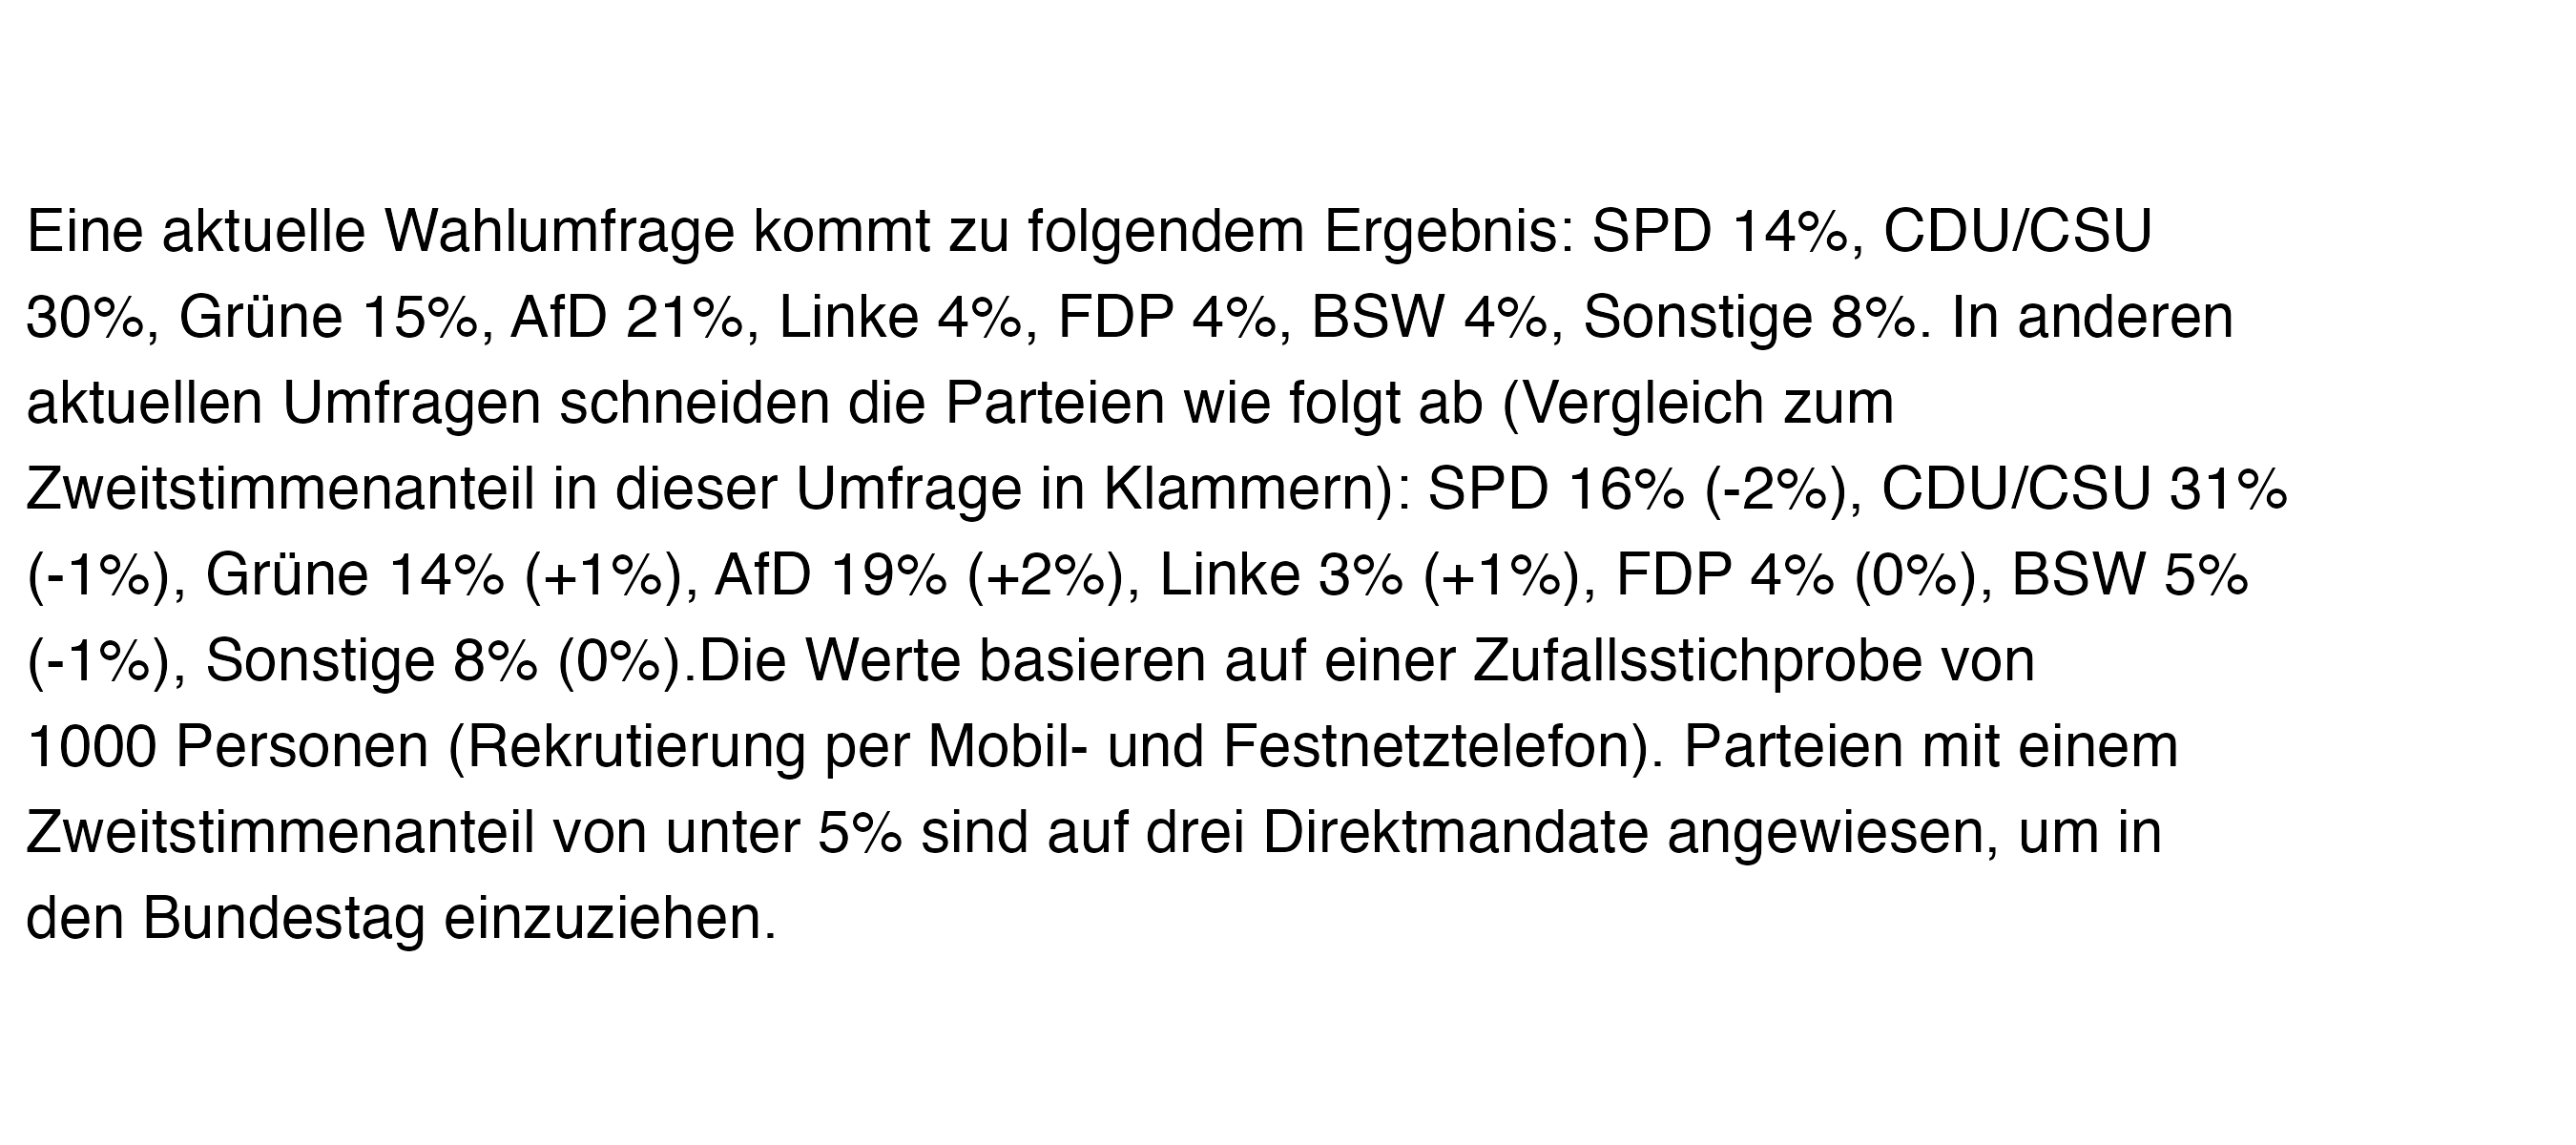 Eine aktuelle Wahlumfrage kommt zu folgendem Ergebnis: SPD 14%, CDU/CSU
30%, Grüne 15%, AfD 21%, Linke 4%, FDP 4%, BSW 4%, Sonstige 8%. In anderen
aktuellen Umfragen schneiden die Parteien wie folgt ab (Vergleich zum
Zweitstimmenanteil in dieser Umfrage in Klammern): SPD 16% (-2%), CDU/CSU 31%
(-1%), Grüne 14% (+1%), AfD 19% (+2%), Linke 3% (+1%), FDP 4% (0%), BSW 5%
(-1%), Sonstige 8% (0%).Die Werte basieren auf einer Zufallsstichprobe von
1000 Personen (Rekrutierung per Mobil- und Festnetztelefon). Parteien mit einem
Zweitstimmenanteil von unter 5% sind auf drei Direktmandate angewiesen, um in
den Bundestag einzuziehen.